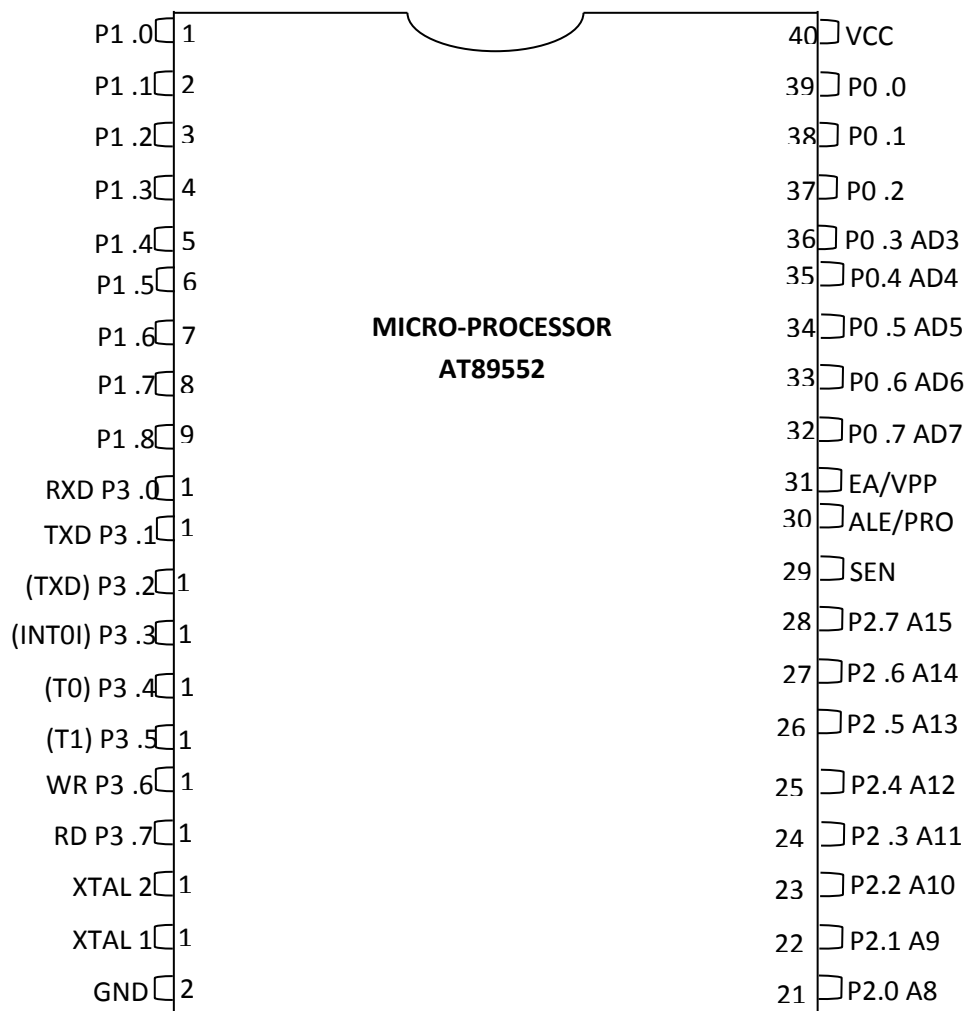 P1 .0 1 40 VCC
P1 .1 2 39 P0 .0
P1 .2 3 38 P0 .1
P1 .3 4 37 P0 .2
P1 .4 5 36 P0 .3 AD3
P1 .5 6 35 P0.4 AD4
MICRO-PROCESSOR
AT89552
P1 .6 7 34 P0 .5 AD5
P1 .7 8 33 P0 .6 AD6
P1 .8 9 32 P0 .7 AD7
RXD P3 .0 1 31 EA/VPP
TXD P3 .1 1 30 ALE/PRO
(TXD) P3 .2 1 29 SEN
(INT0I) P3 .3 1 28 P2.7 A15
(T0) P3 .4 1 27 P2 .6 A14
(T1) P3 .5 1 26 P2 .5 A13
WR P3 .6 1 25 P2.4 A12
RD P3 .7 1 24 P2 .3 A11
XTAL 2 1 23 P2.2 A10
XTAL 1 1 22 P2.1 A9
GND 2 21 P2.0 A8